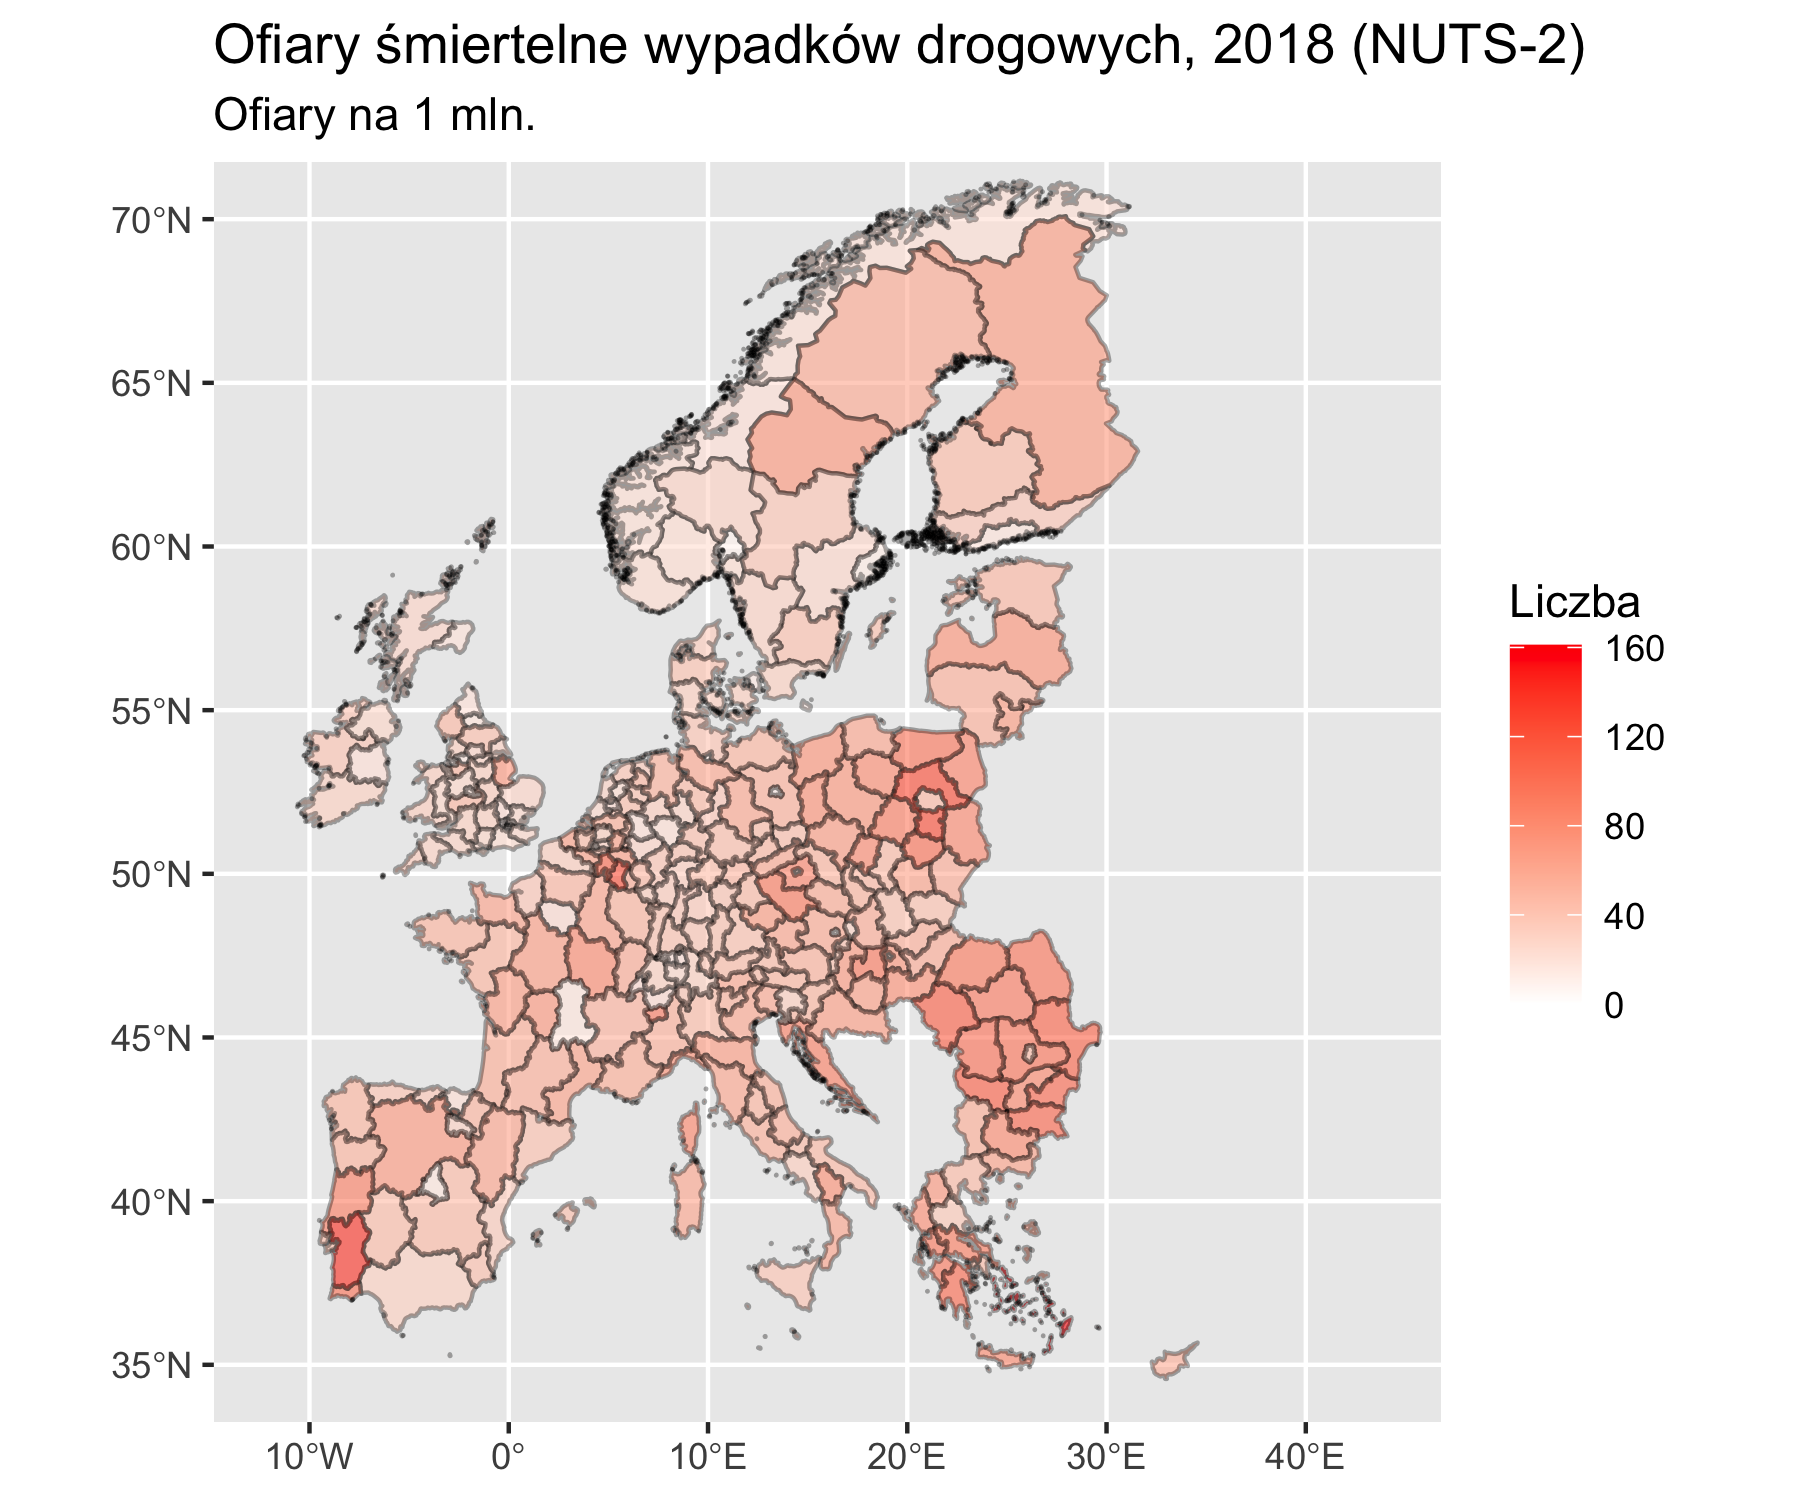 Ofiary śmiertelne wypadków drogowych, 2018 (NUTS-2)
Ofiary na 1 mln.
70°N
65°N
60°N
55°N
50°N
45°N
40°N
35°N
10°W
0°
10°E
20°E
30°E
40°E
Liczba
160
120
80
40
0